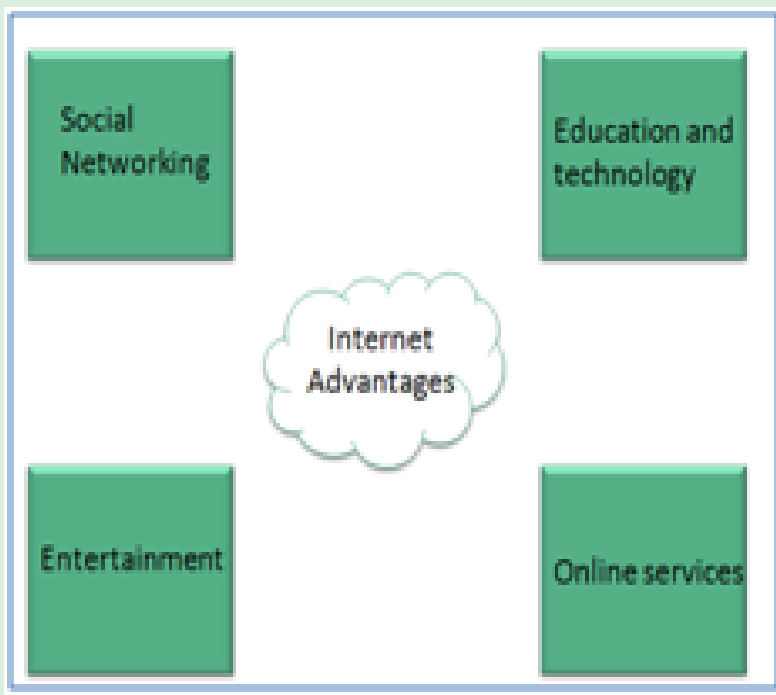 Social
Networking
Education and
technology
Internet
Advantages
Entertainment
Online services